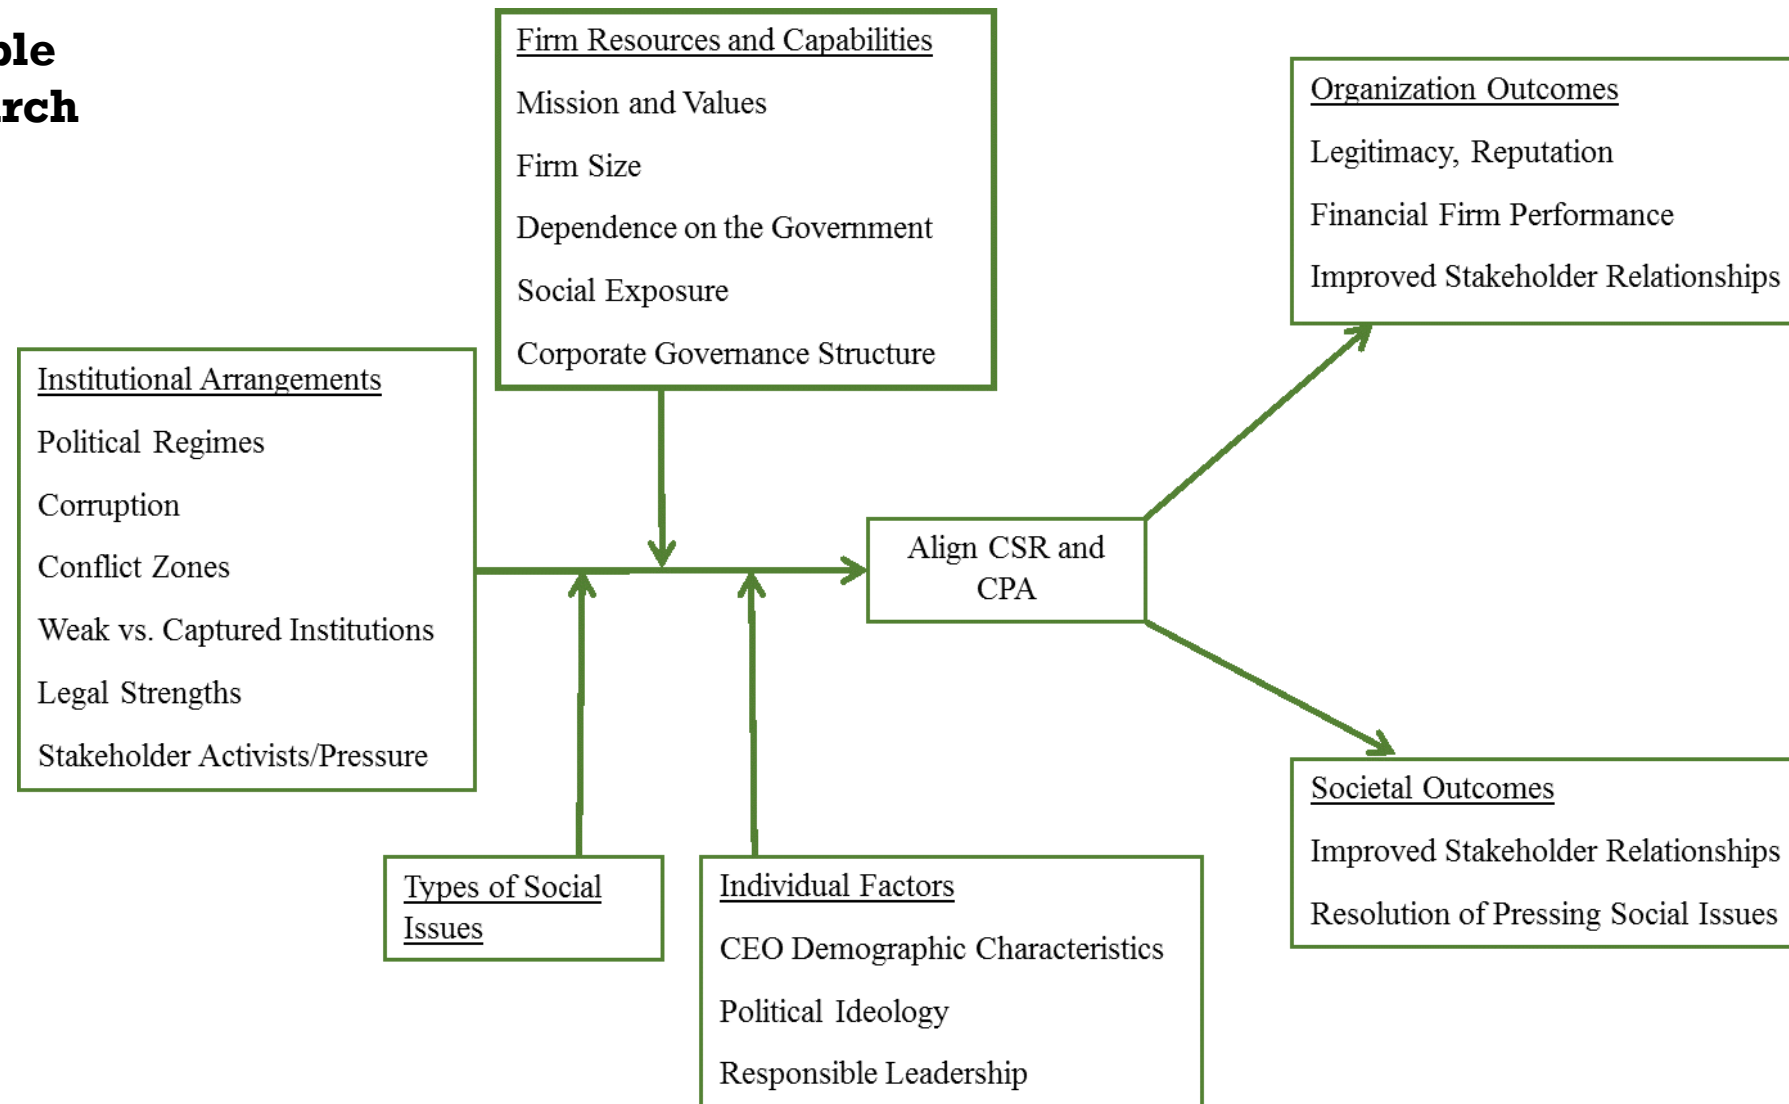 ple
arch
Firm Resources and Capabilities
Mission and Values
Firm Size
Dependence on the Government
Social Exposure
Corporate Governance Structure
Organization Outcomes
Legitimacy, Reputation
Financial Firm Performance
Improved Stakeholder Relationships
Institutional Arrangements
Political Regimes
Corruption
Conflict Zones
Weak vs. Captured Institutions
Legal Strengths
Stakeholder Activists/Pressure
Align CSR and
CPA
Types of Social
Issues
Individual Factors
CEO Demographic Characteristics
Political Ideology
Responsible Leadership
Societal Outcomes
Improved Stakeholder Relationships
Resolution of Pressing Social Issues